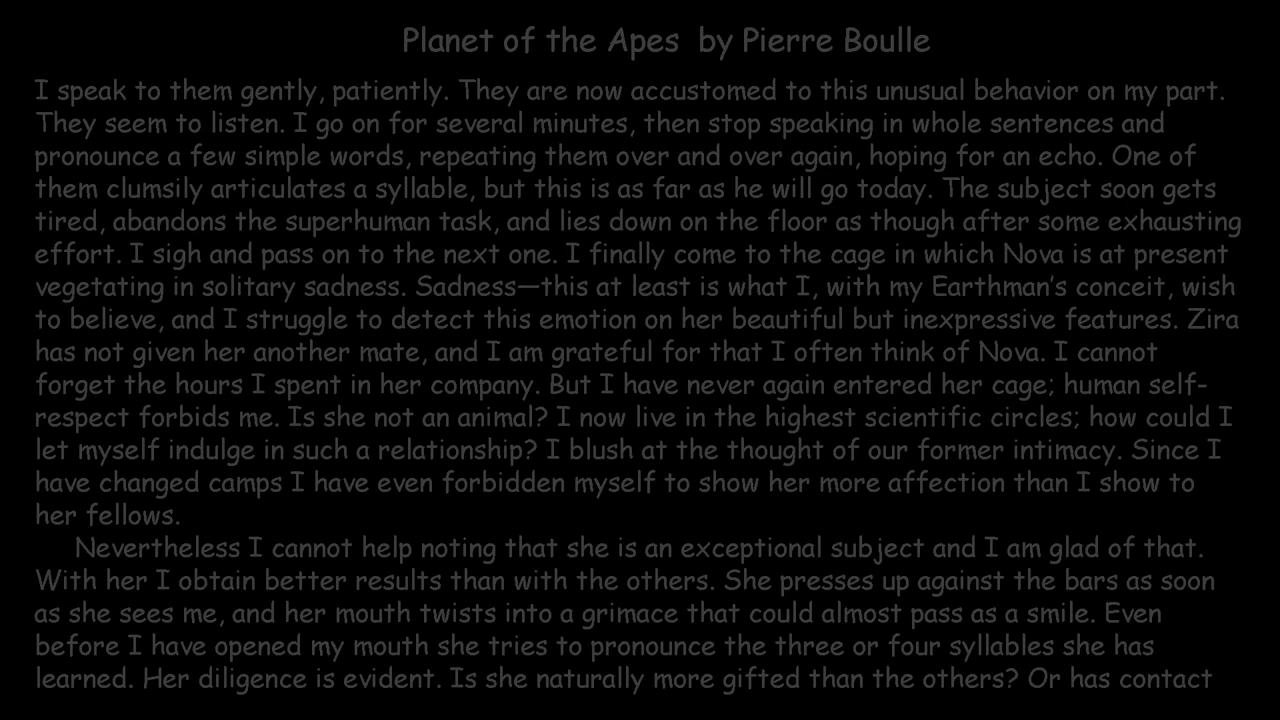 Planet of the Apes  by Pierre Boulle
I speak to them gently, patiently. They are now accustomed to this unusual behavior on my part.
They seem to listen. I go on for several minutes, then stop speaking in whole sentences and
pronounce a few simple words, repeating them over and over again, hoping for an echo. One of
them clumsily articulates a syllable, but this is as far as he will go today. The subject soon gets
tired, abandons the superhuman task, and lies down on the floor as though after some exhausting
effort. I sigh and pass on to the next one. I finally come to the cage in which Nova is at present
vegetating in solitary sadness. Sadness—this at least is what I, with my Earthman’s conceit, wish
to believe, and I struggle to detect this emotion on her beautiful but inexpressive features. Zira
has not given her another mate, and I am grateful for that I often think of Nova. I cannot
forget the hours I spent in her company. But I have never again entered her cage; human self-
respect forbids me. Is she not an animal? I now live in the highest scientific circles; how could I
let myself indulge in such a relationship? I blush at the thought of our former intimacy. Since I
have changed camps I have even forbidden myself to show her more affection than I show to
her fellows.
Nevertheless I cannot help noting that she is an exceptional subject and I am glad of that.
With her I obtain better results than with the others. She presses up against the bars as soon
as she sees me, and her mouth twists into a grimace that could almost pass as a smile. Even
before I have opened my mouth she tries to pronounce the three or four syllables she has
learned. Her diligence is evident. Is she naturally more gifted than the others? Or has contact